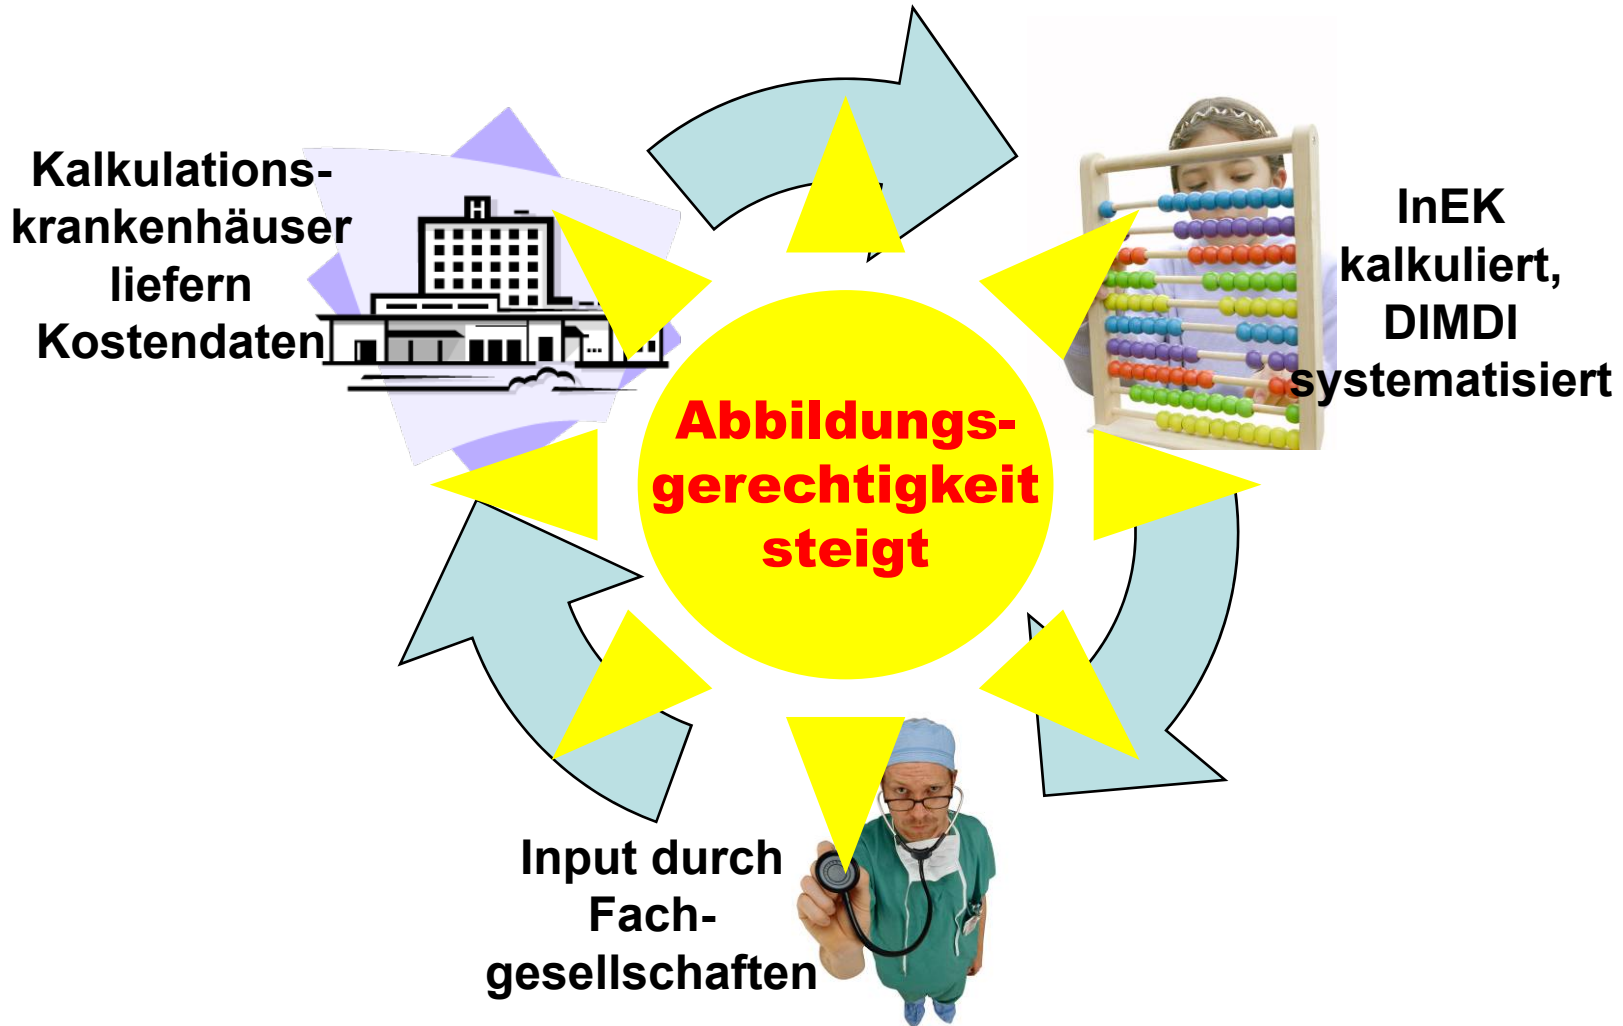 Kalkulations-
krankenhäuser
liefern
Kostendaten
H
InEK
kalkuliert,
DIMDI
systematisiert
Abbildungs-
gerechtigkeit
steigt
Input durch
Fach-
gesellschaften